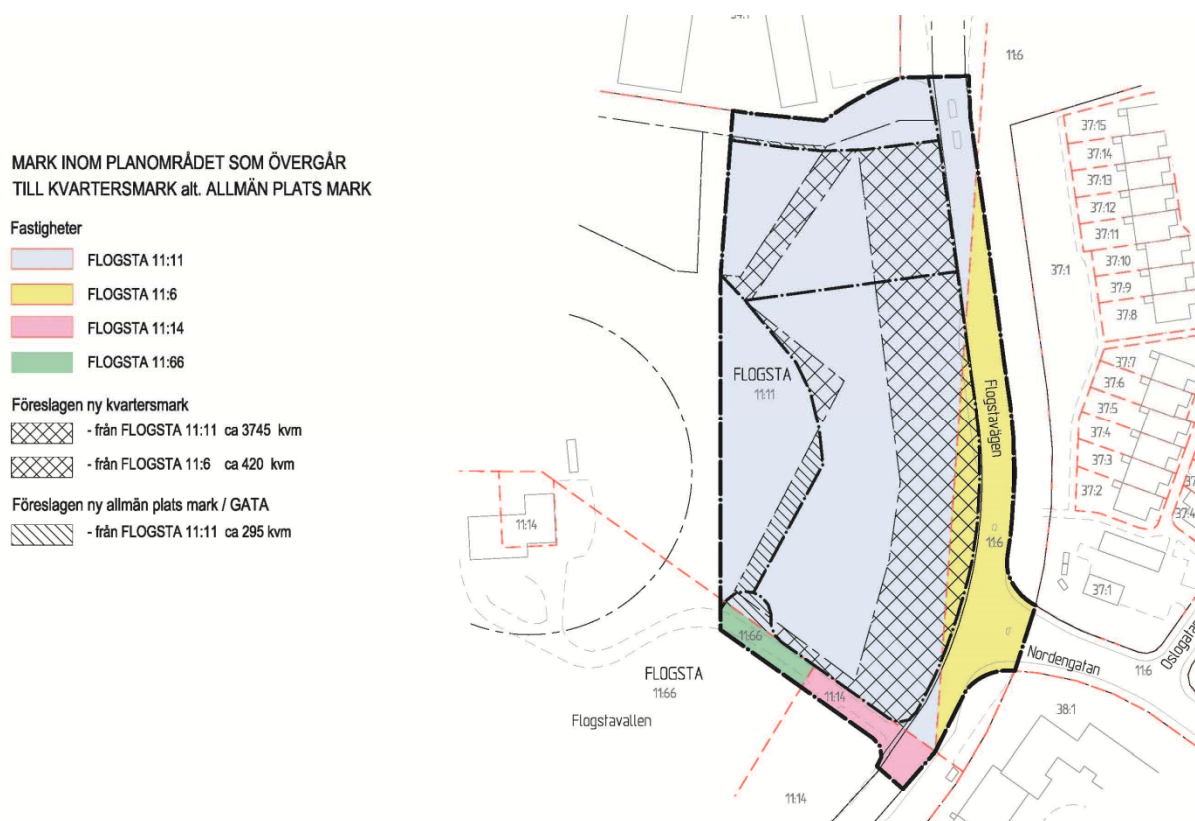 MARK INOM PLANOMRÅDET SOM ÖVERGÅR
TILL KVARTERSMARK alt. ALLMÄN PLATS MARK
Fastigheter
FLOGSTA 11:11
FLOGSTA 11:6
FLOGSTA 11:14
FLOGSTA 11:66
Föreslagen ny kvartersmark
- från FLOGSTA 11:11 ca 3745 kvm
- från FLOGSTA 11:6 ca 420 kvm
Föreslagen ny allmän plats mark / GATA
- från FLOGSTA 11:11 ca 295 kvm
11:6
37:15
37:14
37:13
37:12
37:11
37:10
37:9
37:8
37:1
37:7
37:6
37:5
37:4
37:3
37:2
37:4
FLOGSTA
11:11
Flogstavägen
11:6
11:14
37:1
11:66
Nordengatan
11:6
Oslogatan
FLOGSTA
11:66
11:14
Flogstavallen
38:1
11:14